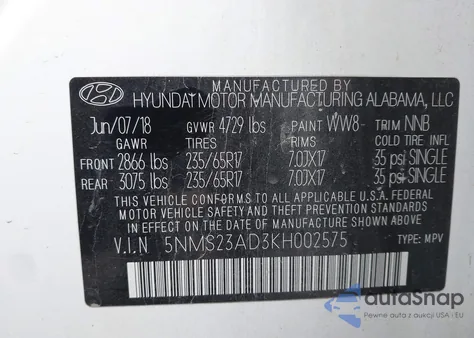 MANUFACTURED BY
HYUNDAI MOTOR MANUFACTURING ALABAMA, LLC
Jun/07/18 GVWR 4729 lbs PAINT WW8- TRIM NNB
GAWR TIRES RIMS COLD TIRE INFL
FRONT 2866 lbs 235/65R17 7.0JX17 35 psi SINGLE
REAR 3075 lbs 235/65R17 7.0JX17 35 psi SINGLE
THIS VEHICLE CONFORMS TO ALL APPLICABLE U.S.A. FEDERAL
MOTOR VEHICLE SAFETY AND THEFT PREVENTION STANDARDS
IN EFFECT ON THE DATE OF MANUFACTURE SHOWN ABOVE.
V.I.N 5NMS23AD3KH002575 TYPE: MPV
autosnap
Pewne auta z USA i EU